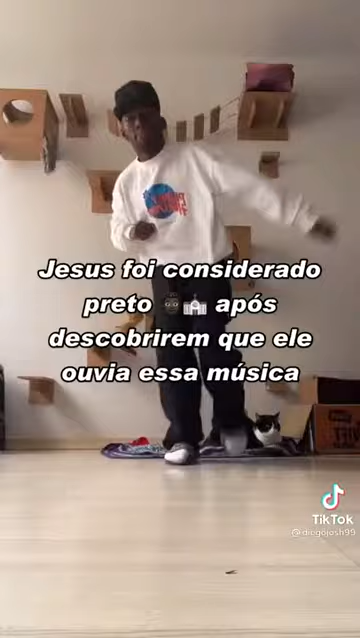 Jesus foi considerado
preto 🗿💒 após
descobrirem que ele
ouvia essa música
TikTok
@diegojosh99